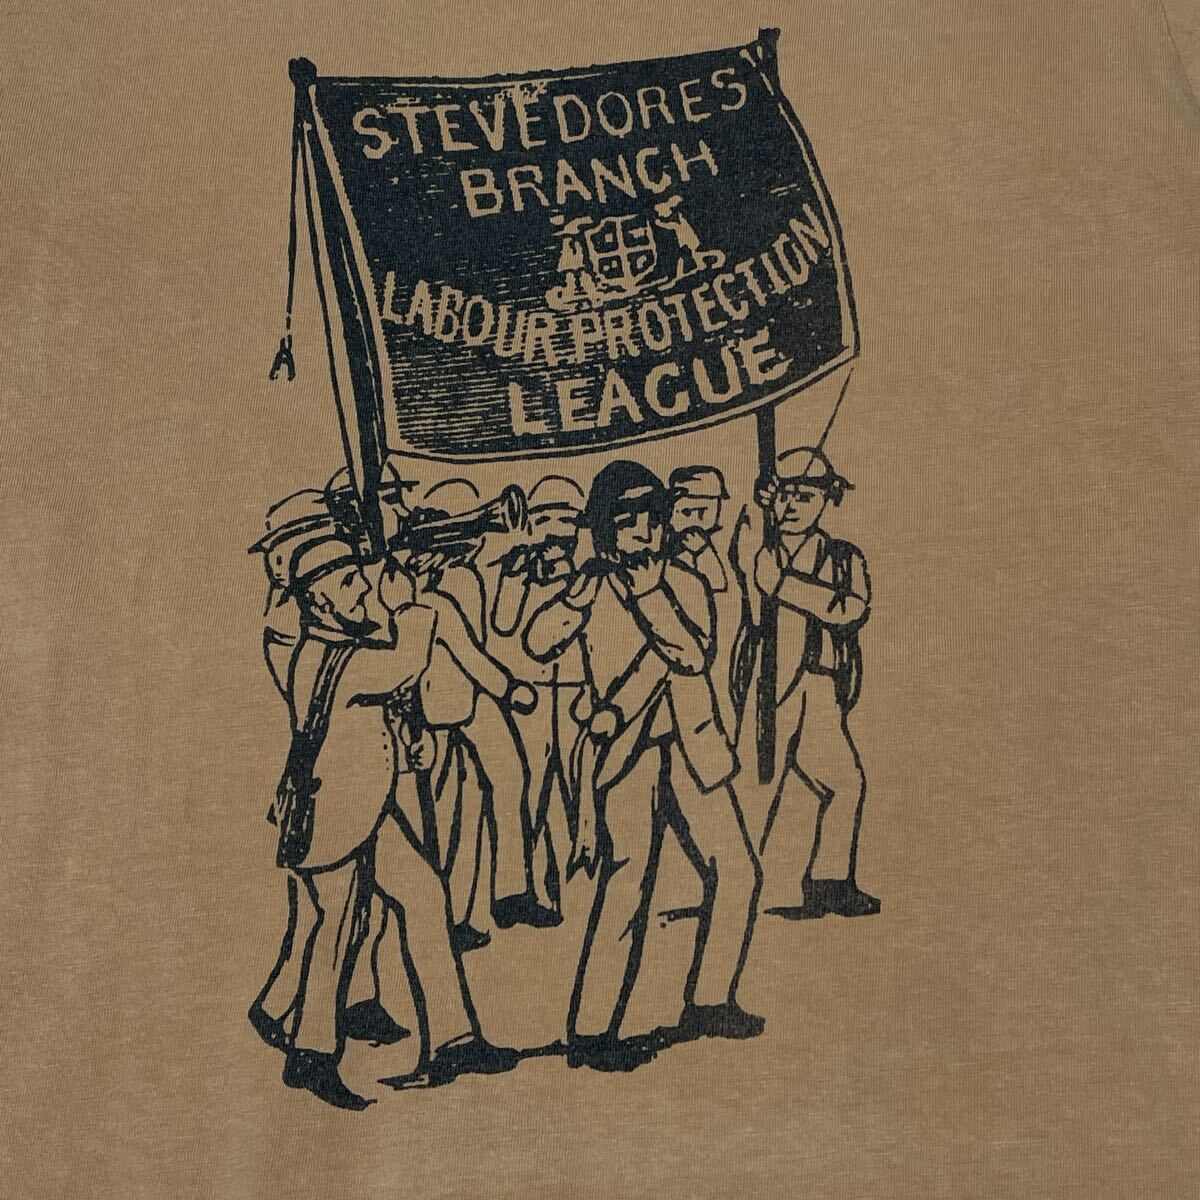 STEVEDORES'
BRANCH
LABOUR PROTECTION
LEAGUE